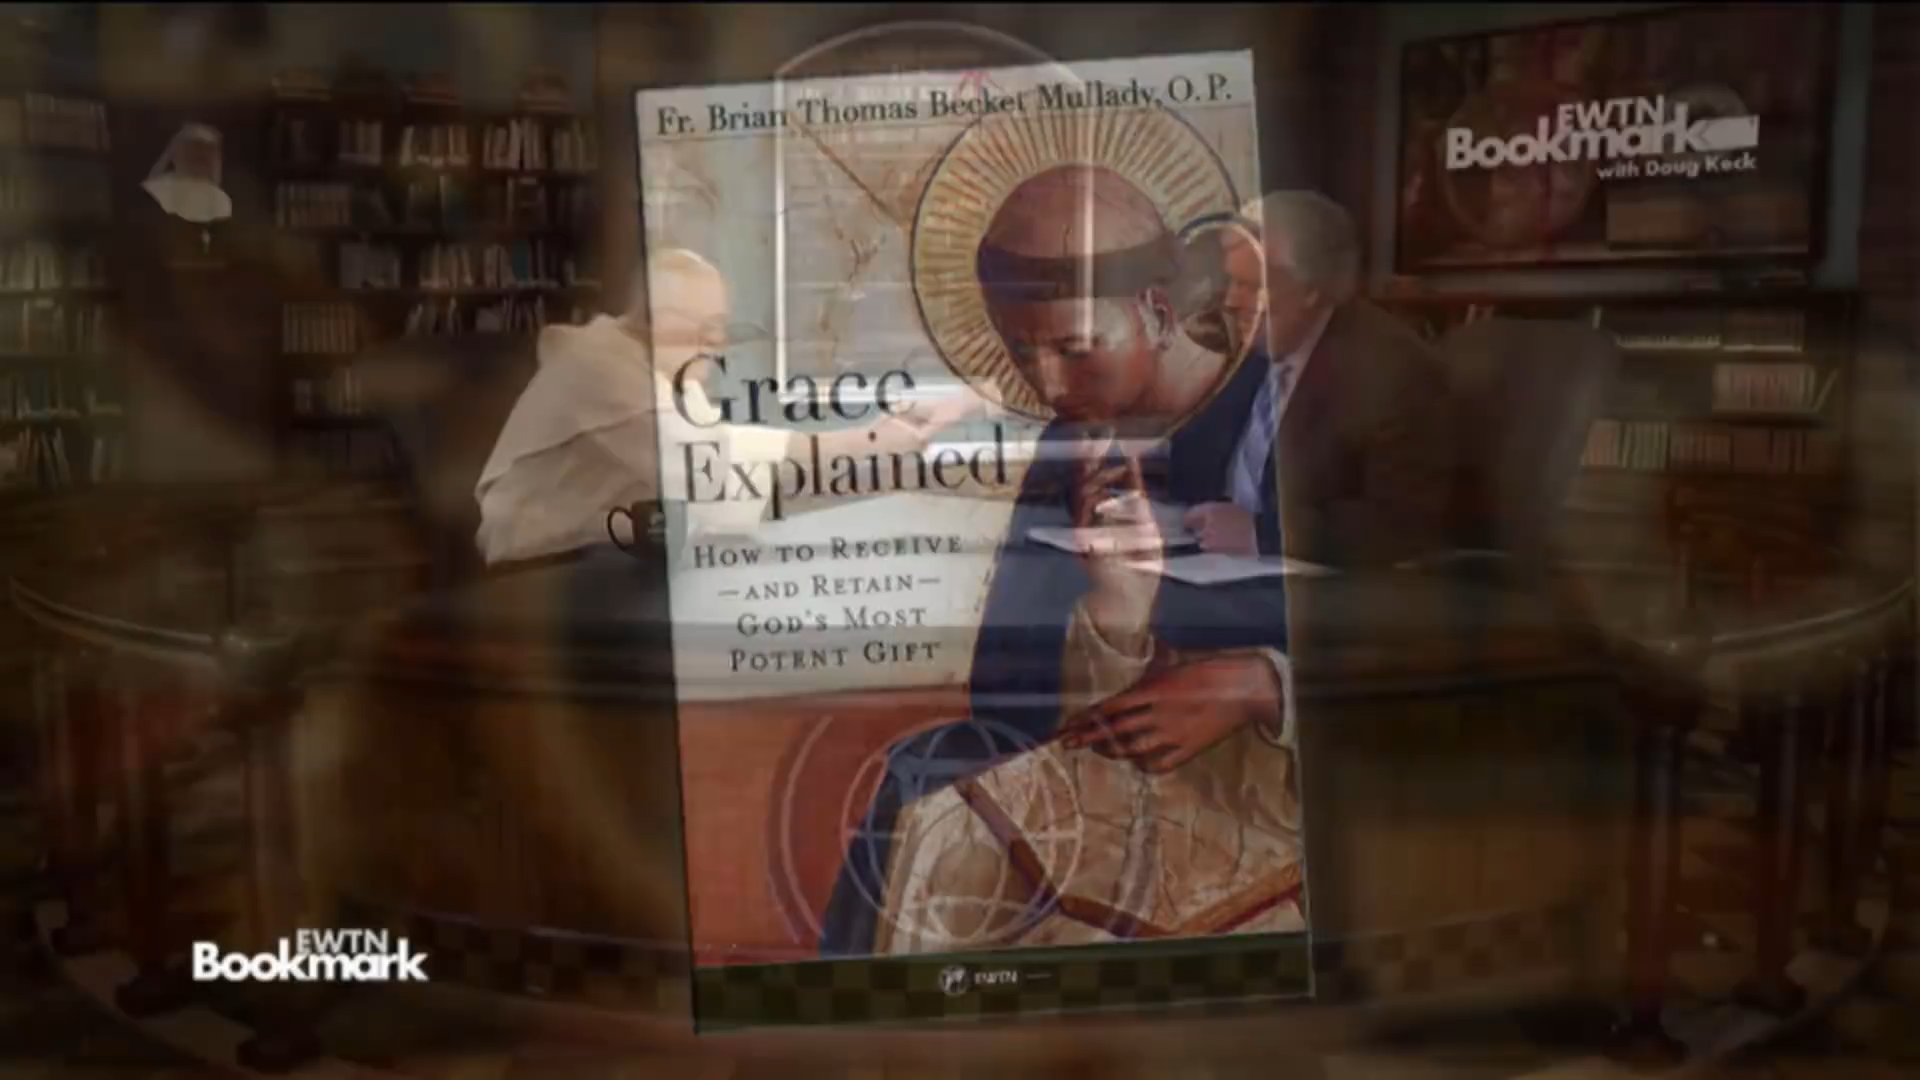 Fr. Brian Thomas Becket Mullady, O.P.
EWTN
Bookmark
with Doug Keck
Grace
Explained
How to Receive
—and Retain—
God's Most
Potent Gift
EWTN
Bookmark
EWTN